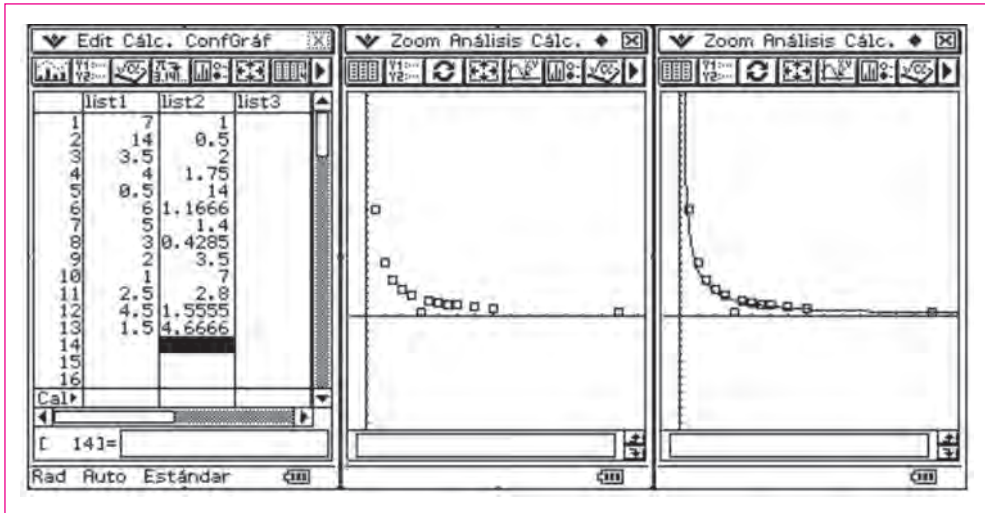 Edit Cálc. ConfGráf
list1 list2 list3
1 7 1
2 14 0.5
3 3.5 2
4 4 1.75
5 0.5 14
6 6 1.1666
7 5 1.4
8 3 0.4285
9 2 3.5
10 1 7
11 2.5 2.8
12 4.5 1.5555
13 1.5 4.6666
14
15
16
Cal
[ 14]=
Rad Auto Estándar
Zoom Análisis Cálc.
Zoom Análisis Cálc.